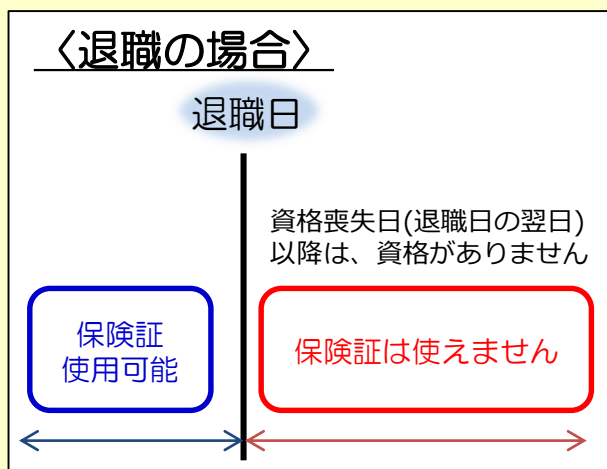 〈退職の場合〉
退職日
資格喪失日(退職日の翌日)
以降は、資格がありません
保険証
使用可能
保険証は使えません